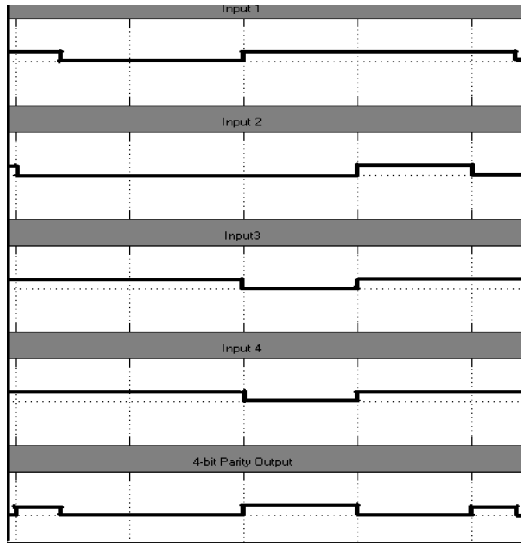 Input 1
Input 2
Input3
Input 4
4-bit Parity Output